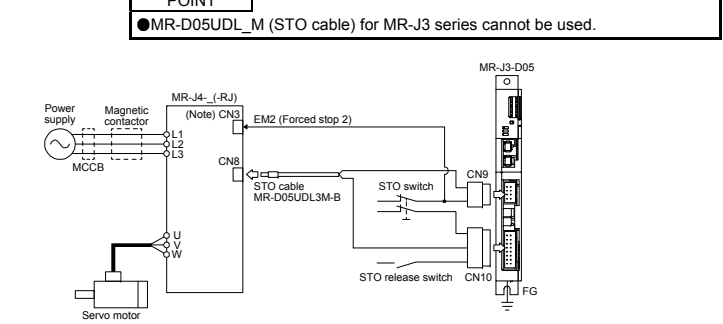 POINT
●MR-D05UDL_M (STO cable) for MR-J3 series cannot be used.
MR-J3-D05
MR-J4-_(-RJ)
Power
supply
Magnetic
contactor
(Note) CN3
EM2 (Forced stop 2)
L1
L2
L3
MCCB
CN8
CN9
STO cable
MR-D05UDL3M-B
STO switch
U
V
W
STO release switch
CN10
FG
Servo motor